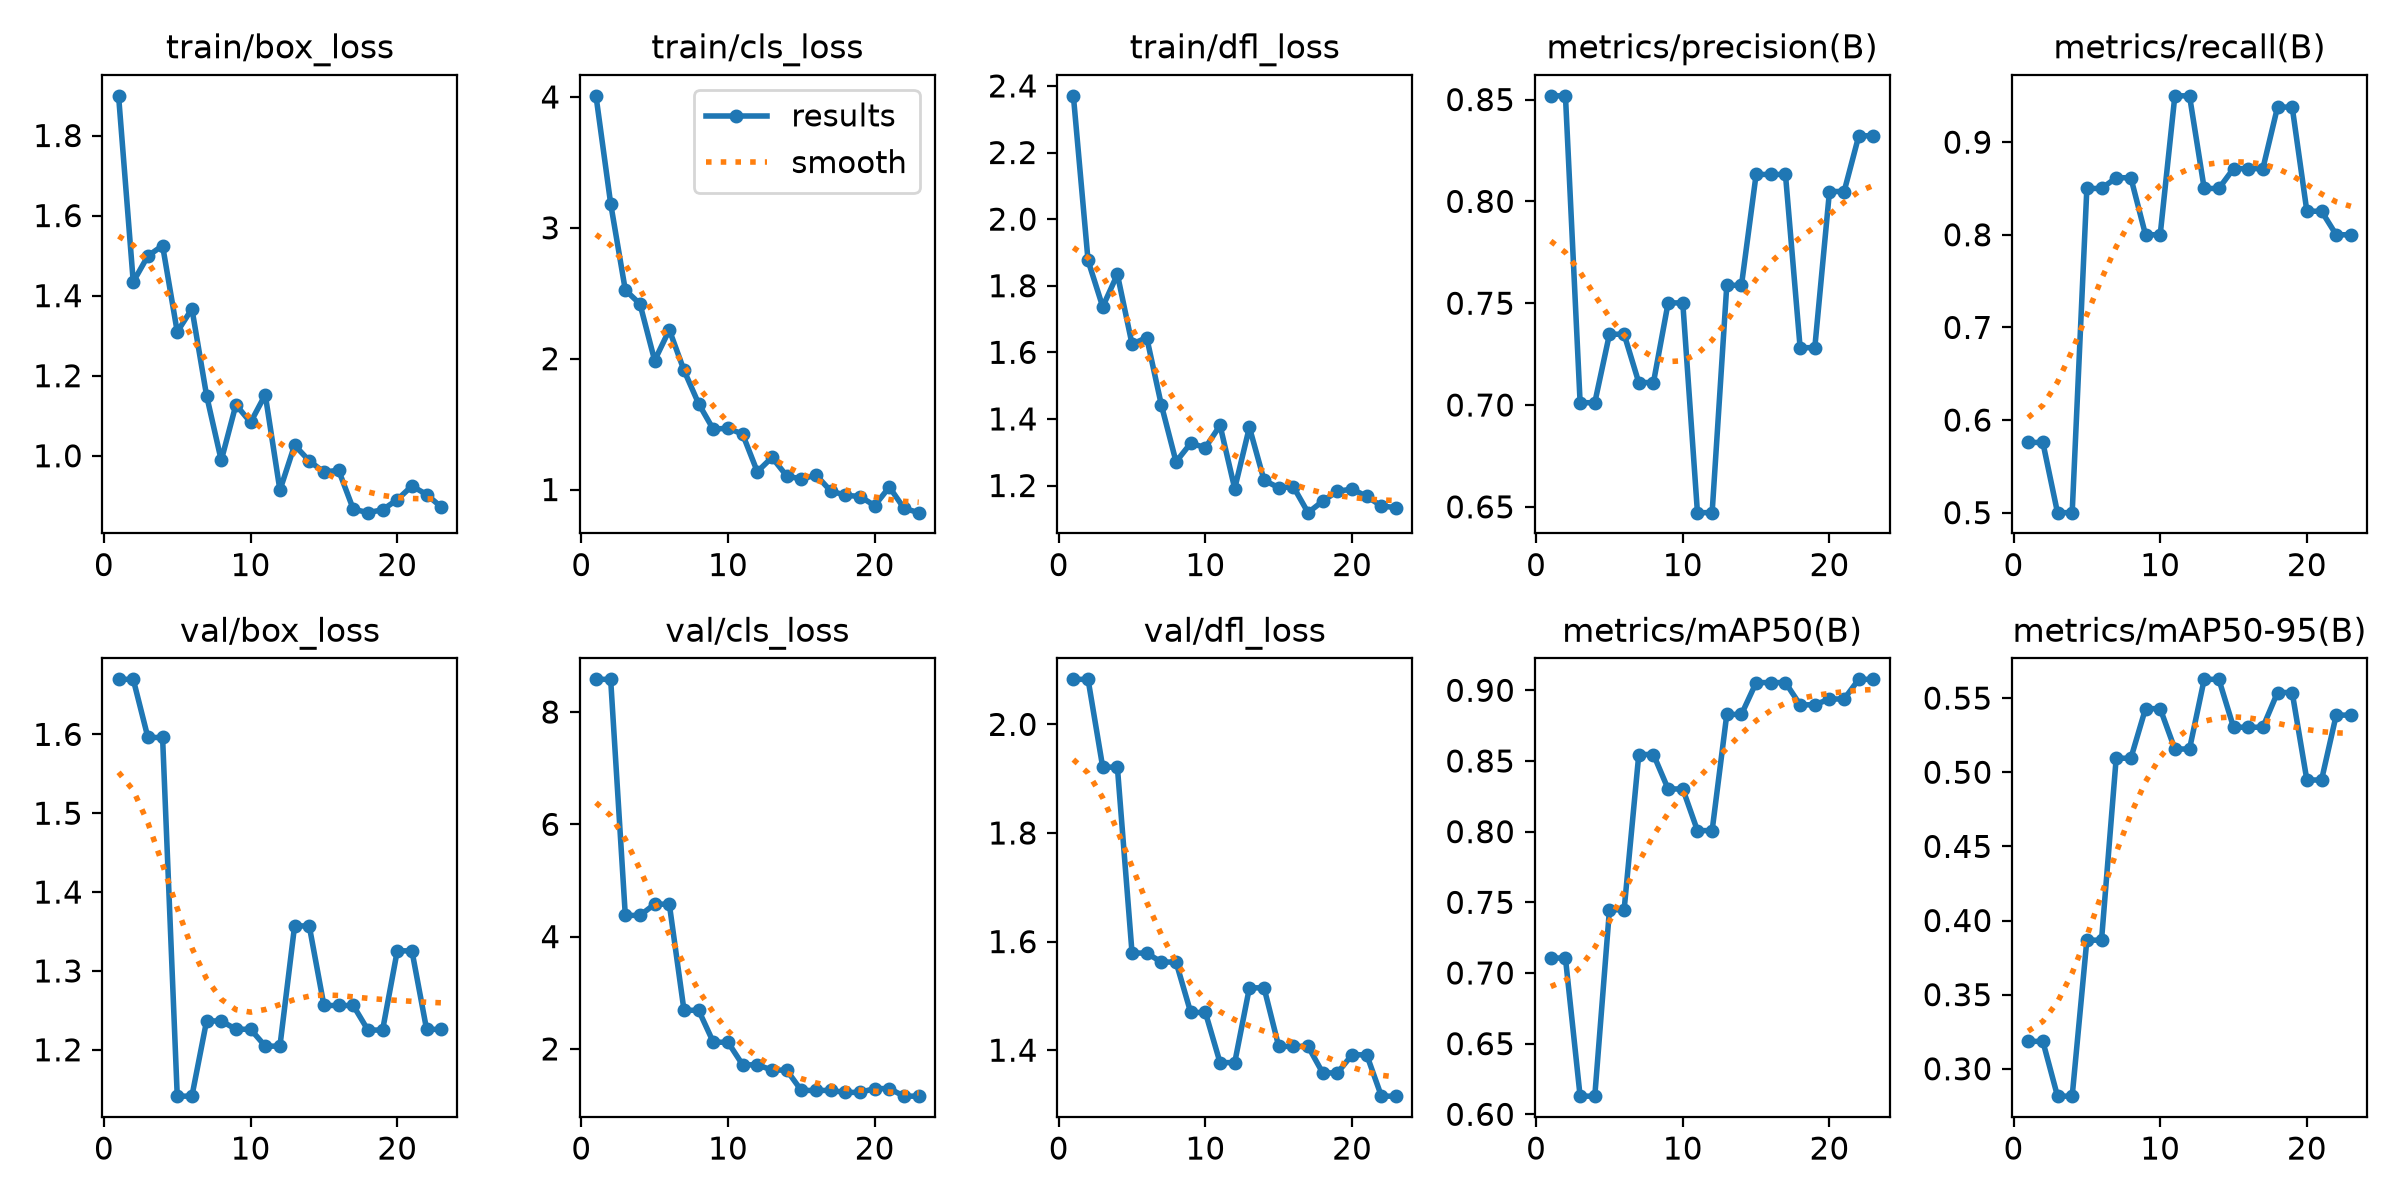 train/box_loss
train/cls_loss
train/dfl_loss
metrics/precision(B)
metrics/recall(B)
1.8
1.6
1.4
1.2
1.0
0 10 20
4
3
2
1
0 10 20
results
smooth
2.4
2.2
2.0
1.8
1.6
1.4
1.2
0 10 20
0.85
0.80
0.75
0.70
0.65
0 10 20
0.9
0.8
0.7
0.6
0.5
0 10 20
val/box_loss
val/cls_loss
val/dfl_loss
metrics/mAP50(B)
metrics/mAP50-95(B)
1.6
1.5
1.4
1.3
1.2
0 10 20
8
6
4
2
0 10 20
2.0
1.8
1.6
1.4
0 10 20
0.90
0.85
0.80
0.75
0.70
0.65
0.60
0 10 20
0.55
0.50
0.45
0.40
0.35
0.30
0 10 20